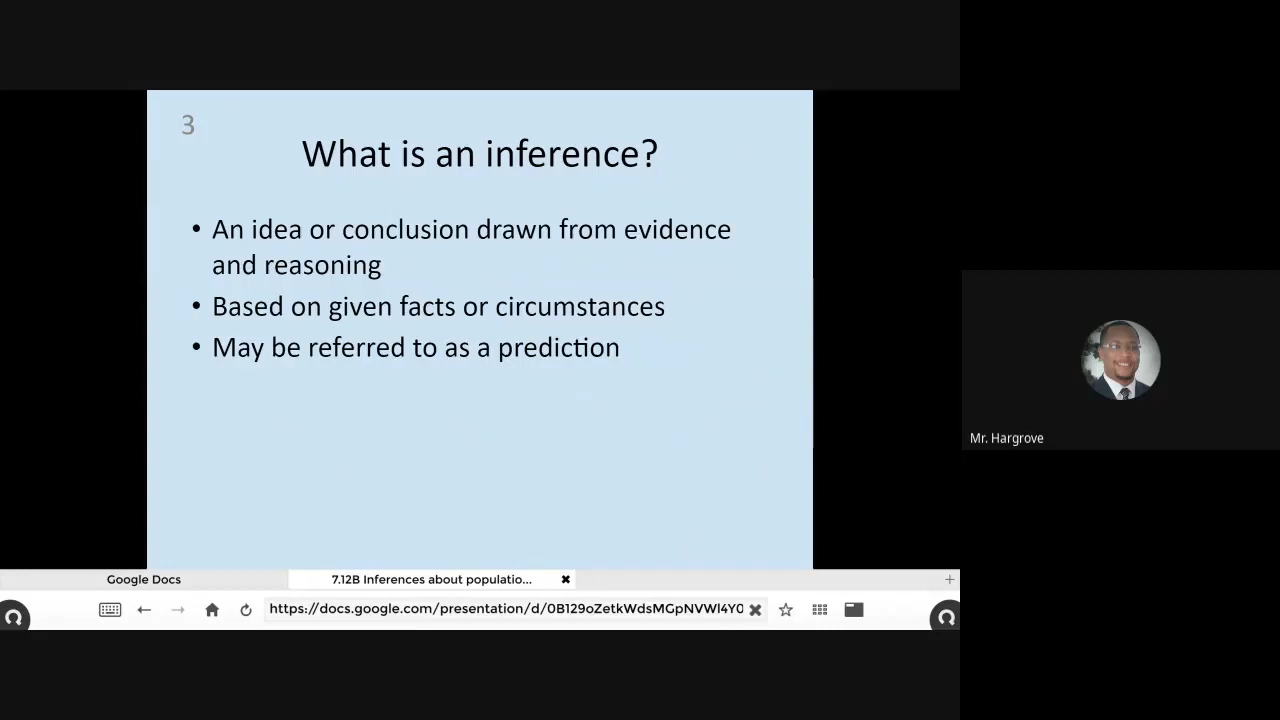 3
What is an inference?
• An idea or conclusion drawn from evidence
and reasoning
• Based on given facts or circumstances
• May be referred to as a prediction
Mr. Hargrove
Google Docs
7.12B Inferences about populatio...
https://docs.google.com/presentation/d/0B129oZetkWdsMGpNVWl4Y0